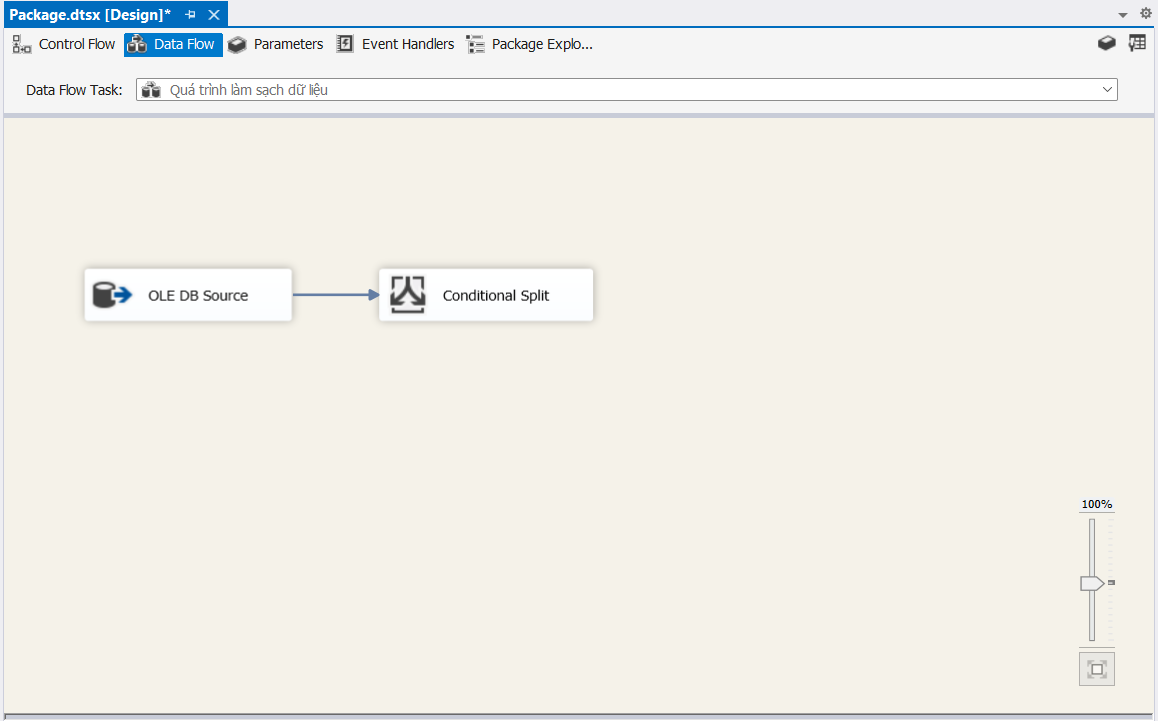 Package.dtsx [Design]*
Control Flow Data Flow Parameters Event Handlers Package Explo...
Data Flow Task: Quá trình làm sạch dữ liệu
OLE DB Source Conditional Split
100%